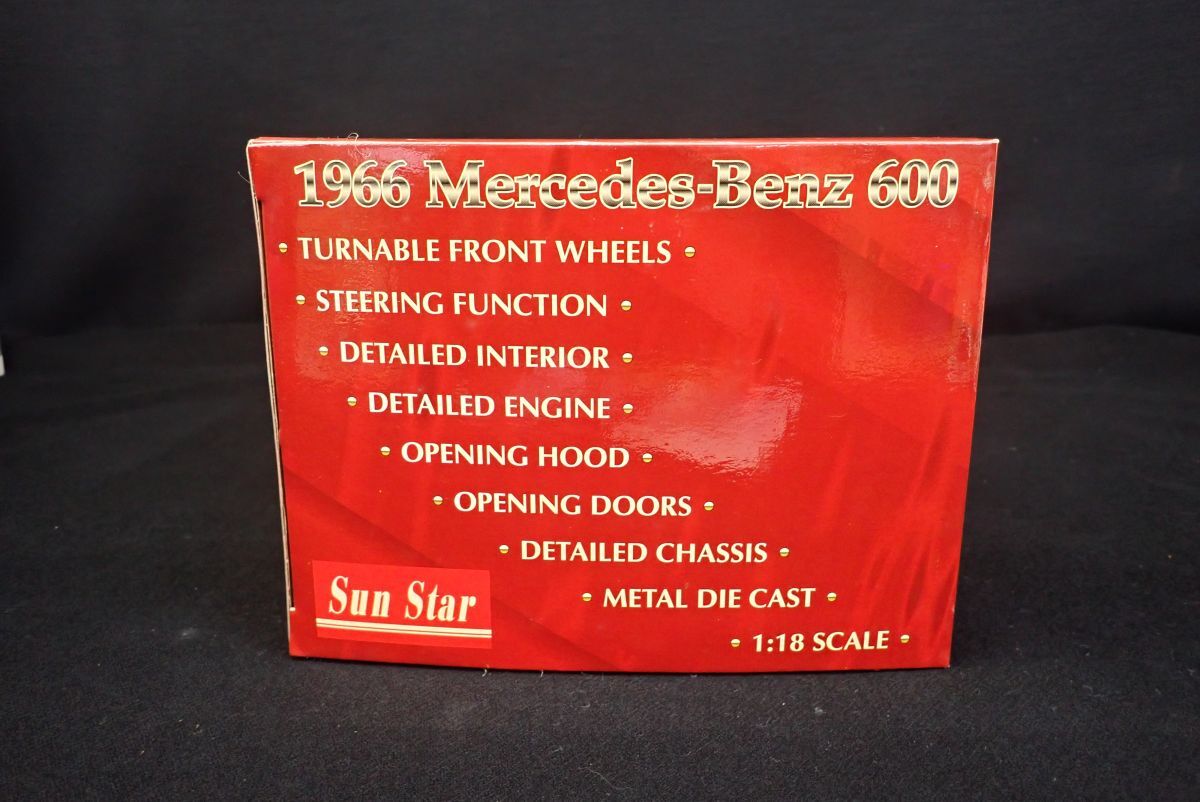 1966 Mercedes-Benz 600
• TURNABLE FRONT WHEELS •
• STEERING FUNCTION •
• DETAILED INTERIOR •
• DETAILED ENGINE •
• OPENING HOOD •
• OPENING DOORS •
• DETAILED CHASSIS •
• METAL DIE CAST •
• 1:18 SCALE •
Sun Star